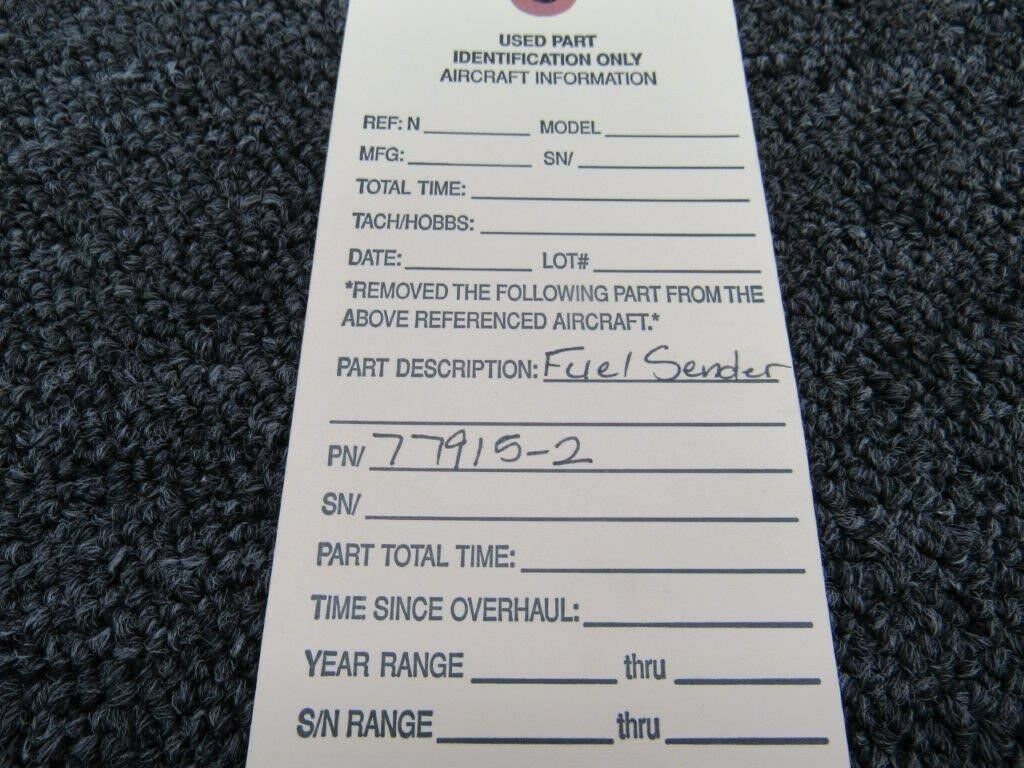 USED PART
IDENTIFICATION ONLY
AIRCRAFT INFORMATION
REF: N MODEL
MFG: SN/
TOTAL TIME:
TACH/HOBBS:
DATE: LOT#
*REMOVED THE FOLLOWING PART FROM THE
ABOVE REFERENCED AIRCRAFT.*
PART DESCRIPTION: Fuel Sender
PN/ 77915-2
SN/
PART TOTAL TIME:
TIME SINCE OVERHAUL:
YEAR RANGE thru
S/N RANGE thru